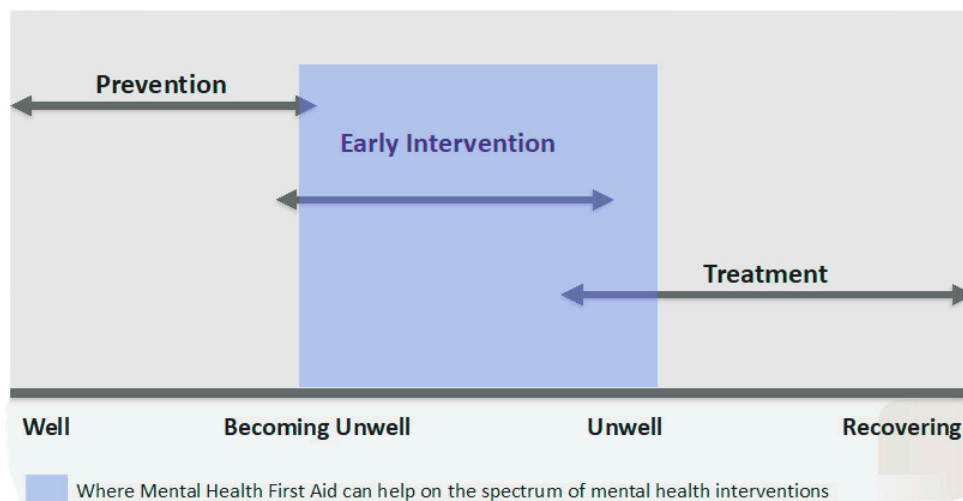 Prevention
Early Intervention
Treatment
Well Becoming Unwell Unwell Recovering
Where Mental Health First Aid can help on the spectrum of mental health interventions